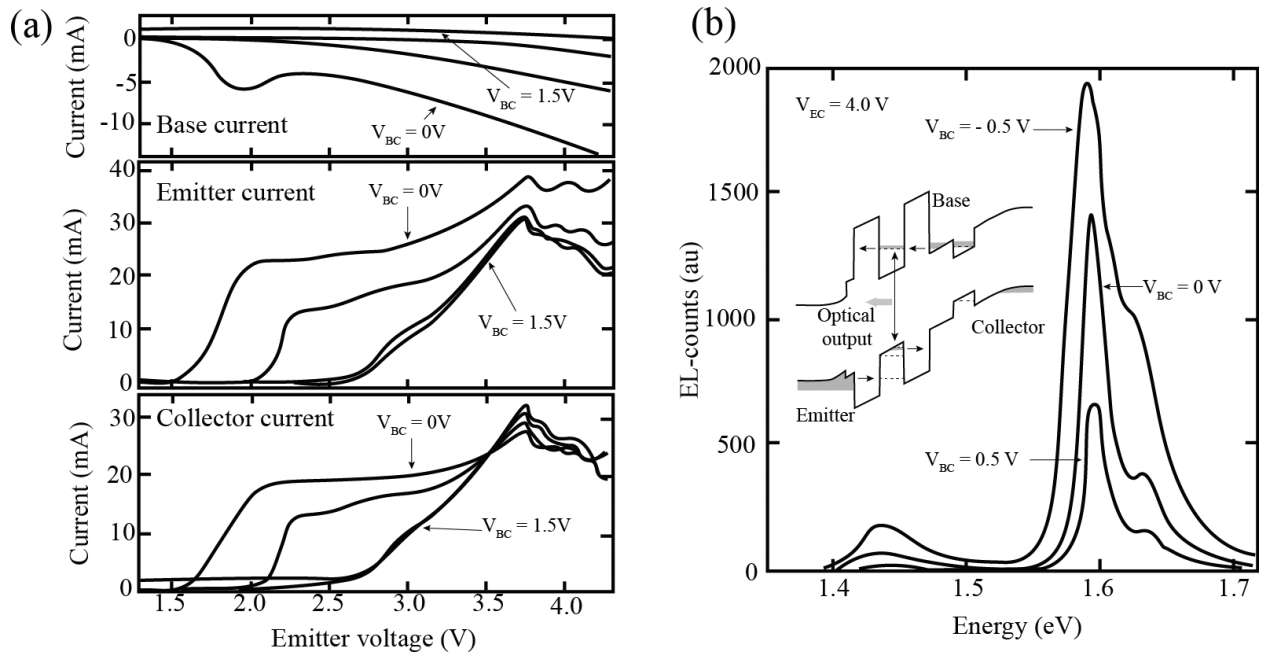 (a)
Current (mA)
0
-5
-10
V_BC = 1.5V
V_BC = 0V
Base current
Current (mA)
40
30
20
10
0
Emitter current
V_BC = 0V
V_BC = 1.5V
Current (mA)
30
20
10
0
Collector current
V_BC = 0V
V_BC = 1.5V
1.5 2.0 2.5 3.0 3.5 4.0
Emitter voltage (V)
(b)
EL-counts (au)
2000
1500
1000
500
0
V_EC = 4.0 V
V_BC = - 0.5 V
Base
V_BC = 0 V
Optical
output
Collector
Emitter
V_BC = 0.5 V
1.4 1.5 1.6 1.7
Energy (eV)